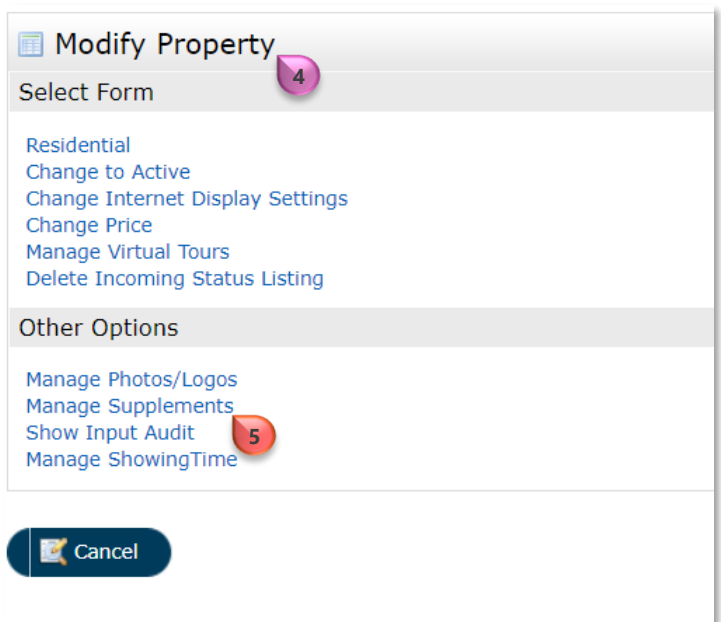 Modify Property
4
Select Form
Residential
Change to Active
Change Internet Display Settings
Change Price
Manage Virtual Tours
Delete Incoming Status Listing
Other Options
Manage Photos/Logos
Manage Supplements
Show Input Audit
5
Manage ShowingTime
Cancel